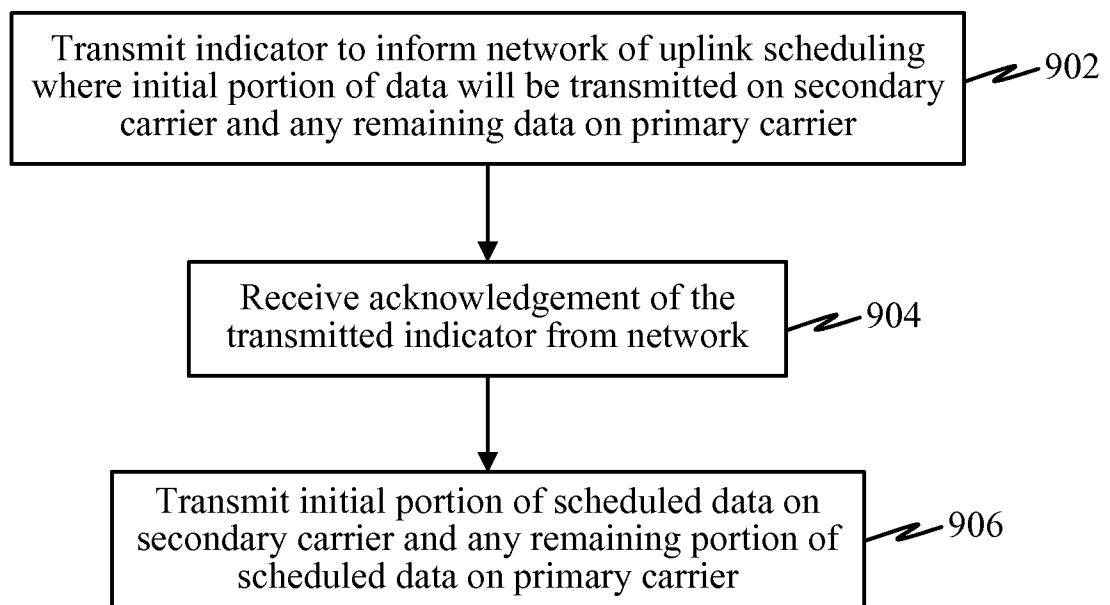 Transmit indicator to inform network of uplink scheduling
where initial portion of data will be transmitted on secondary
carrier and any remaining data on primary carrier
902
Receive acknowledgement of the
transmitted indicator from network
904
Transmit initial portion of scheduled data on
secondary carrier and any remaining portion of
scheduled data on primary carrier
906